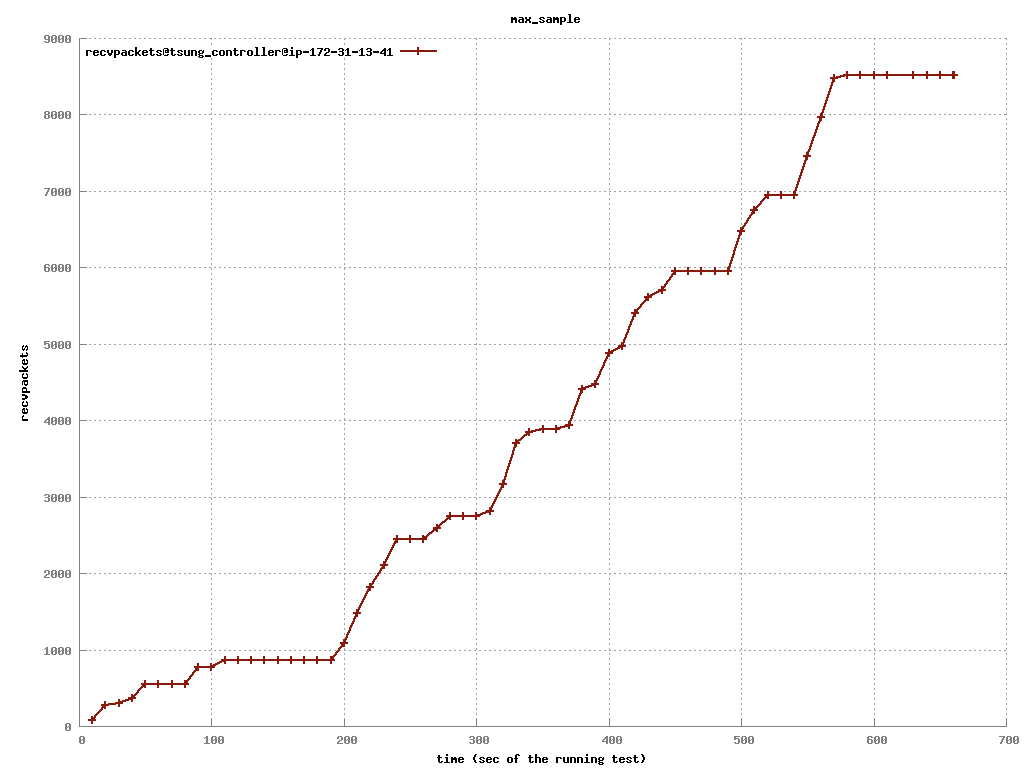 max_sample
recvpackets@tsung_controller@ip-172-31-13-41
9000
8000
7000
6000
5000
4000
3000
2000
1000
0
recvpackets
0 100 200 300 400 500 600 700
time (sec of the running test)